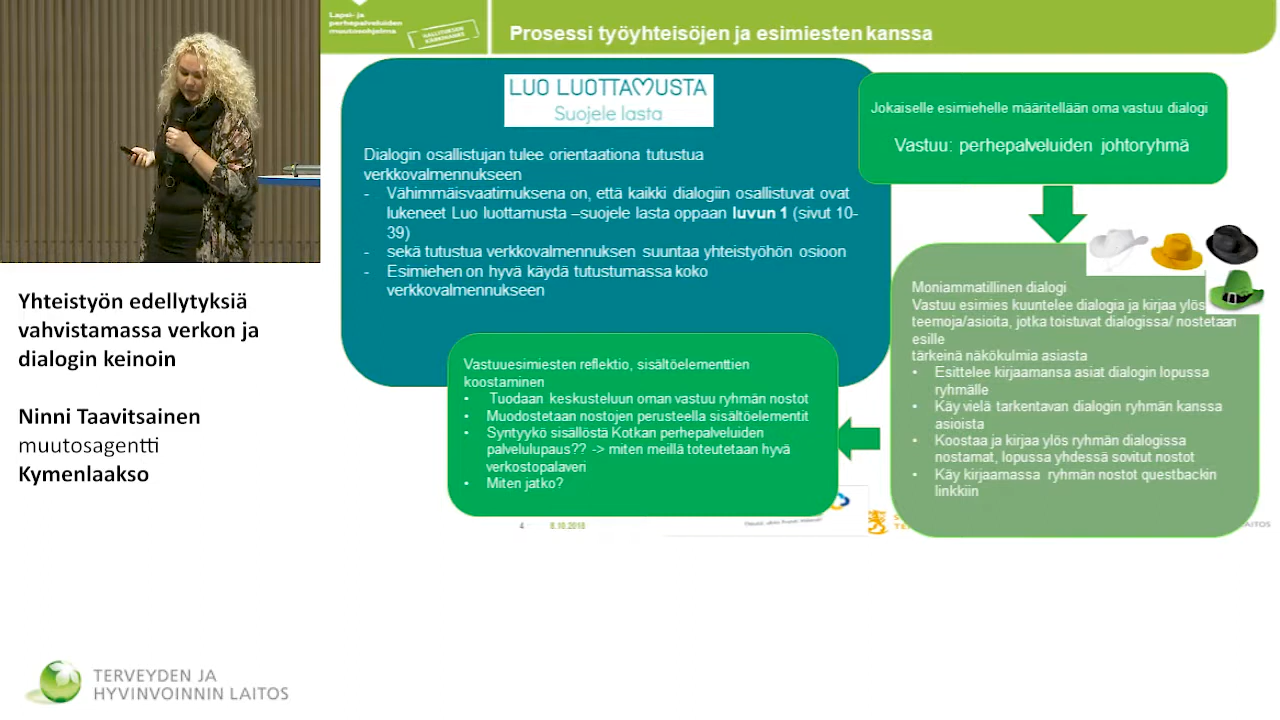 Lapsi- ja
perhepalveluiden
muutosohjelma
HALLITUKSEN
KÄRKIHANKE
Prosessi työyhteisöjen ja esimiesten kanssa
LUO LUOTTAMUSTA
Suojele lasta
Dialogin osallistujan tulee orientaationa tutustua
verkkovalmennukseen
- Vähimmäisvaatimuksena on, että kaikki dialogiin osallistuvat ovat
lukeneet Luo luottamusta –suojele lasta oppaan luvun 1 (sivut 10-
39)
- sekä tutustua verkkovalmennuksen suuntaa yhteistyöhön osioon
- Esimiehen on hyvä käydä tutustumassa koko
verkkovalmennukseen
Jokaiselle esimiehelle määritellään oma vastuu dialogi
Vastuu: perhepalveluiden johtoryhmä
Moniammatillinen dialogi
Vastuu esimies kuuntelee dialogia ja kirjaa ylös
teemoja/asioita, jotka toistuvat dialogissa/ nostetaan
esille
tärkeinä näkökulmia asiasta
• Esittelee kirjaamansa asiat dialogin lopussa
ryhmälle
• Käy vielä tarkentavan dialogin ryhmän kanssa
asioista
• Koostaa ja kirjaa ylös ryhmän dialogissa
nostamat, lopussa yhdessä sovitut nostot
• Käy kirjaamassa ryhmän nostot questbackin
linkkiin
Vastuuesimiesten reflektio, sisältöelementtien
koostaminen
• Tuodaan keskusteluun oman vastuu ryhmän nostot
• Muodostetaan nostojen perusteella sisältöelementit
• Syntyykö sisällöstä Kotkan perhepalveluiden
palvelulupaus?? -> miten meillä toteutetaan hyvä
verkostopalaveri
• Miten jatko?
4 8.10.2018
LAITOS
Yhteistyön edellytyksiä
vahvistamassa verkon ja
dialogin keinoin
Ninni Taavitsainen
muutosagentti
Kymenlaakso
TERVEYDEN JA
HYVINVOINNIN LAITOS